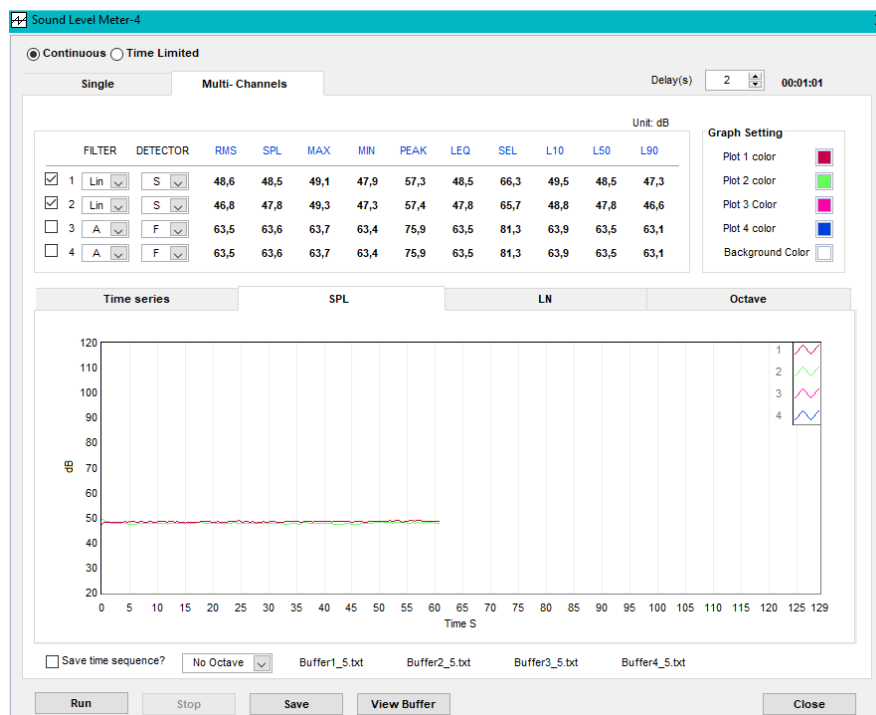 Sound Level Meter-4
Continuous Time Limited
Single Multi- Channels Delay(s) 2 00:01:01
Unit: dB
Graph Setting
FILTER DETECTOR RMS SPL MAX MIN PEAK LEQ SEL L10 L50 L90
1 Lin S 48,6 48,5 49,1 47,9 57,3 48,5 66,3 49,5 48,5 47,3
2 Lin S 46,8 47,8 49,3 47,3 57,4 47,8 65,7 48,8 47,8 46,6
3 A F 63,5 63,6 63,7 63,4 75,9 63,5 81,3 63,9 63,5 63,1
4 A F 63,5 63,6 63,7 63,4 75,9 63,5 81,3 63,9 63,5 63,1
Plot 1 color
Plot 2 color
Plot 3 Color
Plot 4 color
Background Color
Time series SPL LN Octave
120
110
100
90
80
70
60
50
40
30
20
dB
1
2
3
4
0 5 10 15 20 25 30 35 40 45 50 55 60 65 70 75 80 85 90 95 100 105 110 115 120 125 129
Time S
Save time sequence? No Octave Buffer1_5.txt Buffer2_5.txt Buffer3_5.txt Buffer4_5.txt
Run Stop Save View Buffer Close